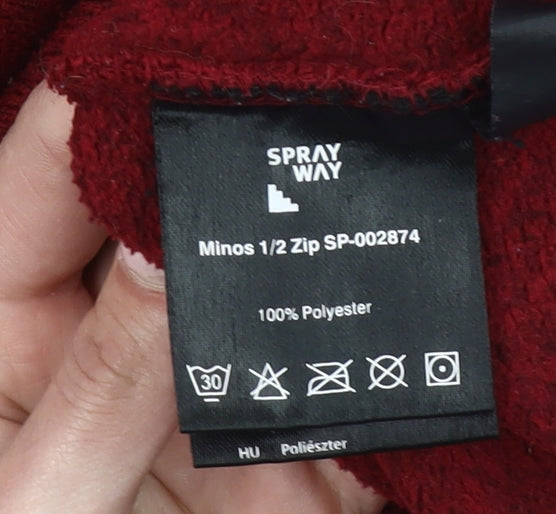 SPRAY
WAY
Minos 1/2 Zip SP-002874
100% Polyester
30
HU Poliészter